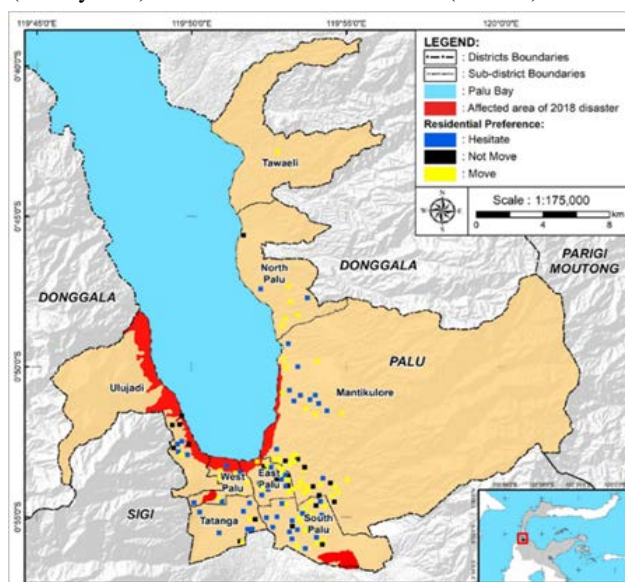 119°45'0"E 119°50'0"E 119°55'0"E 120°0'0"E
LEGEND:
: Districts Boundaries
: Sub-district Boundaries
: Palu Bay
: Affected area of 2018 disaster
Residential Preference:
: Hesitate
: Not Move
: Move
Scale : 1:175,000
N
W E
S
0 2 4 8
km
0°40'0"S
0°45'0"S
0°50'0"S
0°55'0"S
Tawaeli
North
Palu
DONGGALA
PARIGI
MOUTONG
DONGGALA
PALU
Ulujadi
Mantikulore
West
Palu
East
Palu
SIGI
Tatanga
South
Palu